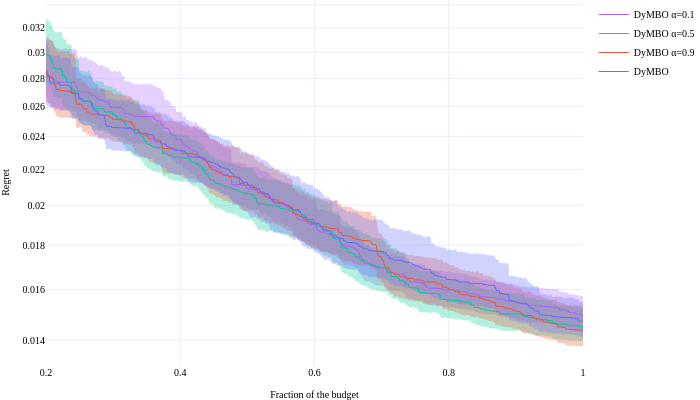 0.032
0.03
0.028
0.026
0.024
0.022
0.02
0.018
0.016
0.014
Regret
0.2 0.4 0.6 0.8 1
Fraction of the budget
DyMBO α=0.1
DyMBO α=0.5
DyMBO α=0.9
DyMBO